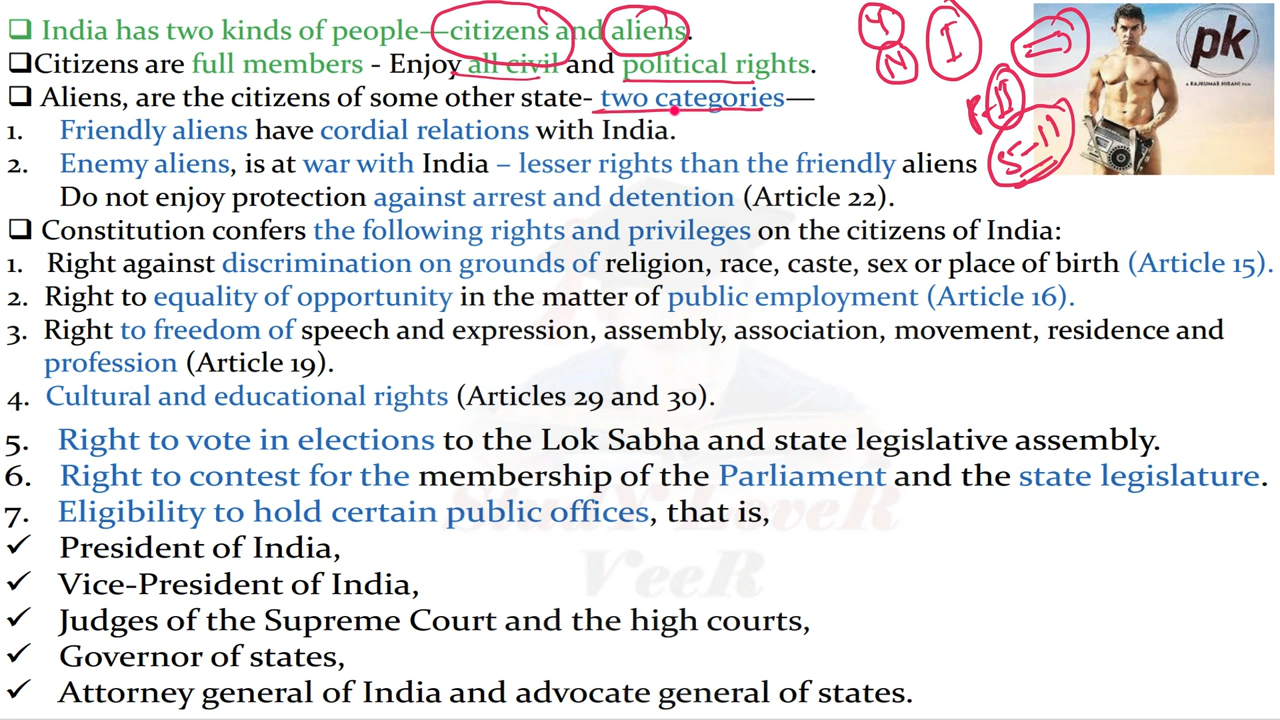 ❑ India has two kinds of people—citizens and aliens.
❑Citizens are full members - Enjoy all civil and political rights.
❑ Aliens, are the citizens of some other state- two categories—
1. Friendly aliens have cordial relations with India.
2. Enemy aliens, is at war with India – lesser rights than the friendly aliens
Do not enjoy protection against arrest and detention (Article 22).
❑ Constitution confers the following rights and privileges on the citizens of India:
1. Right against discrimination on grounds of religion, race, caste, sex or place of birth (Article 15).
2. Right to equality of opportunity in the matter of public employment (Article 16).
3. Right to freedom of speech and expression, assembly, association, movement, residence and
profession (Article 19).
4. Cultural and educational rights (Articles 29 and 30).
5. Right to vote in elections to the Lok Sabha and state legislative assembly.
6. Right to contest for the membership of the Parliament and the state legislature.
7. Eligibility to hold certain public offices, that is,
✓ President of India,
✓ Vice-President of India,
✓ Judges of the Supreme Court and the high courts,
✓ Governor of states,
✓ Attorney general of India and advocate general of states.
Y
N
I
II
5-11
pk
A RAJKUMAR HIRANI FILM
StudY LoveR
VeeR